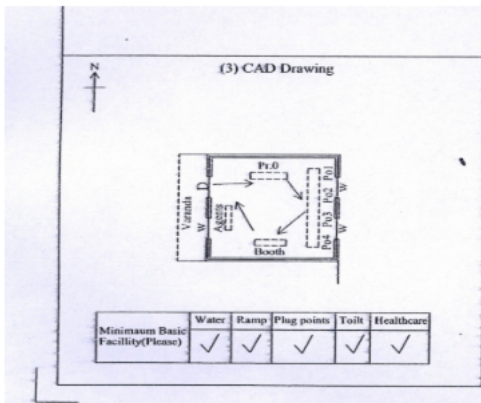 N
(3) CAD Drawing
Pr.0
Varanda
D
W
Agents
Po1
Po2
Po3
Po4
W
W
Booth
Minimaum Basic
Facillity(Please)
Water
Ramp
Plug points
Toilt
Healthcare
✓ ✓ ✓ ✓ ✓